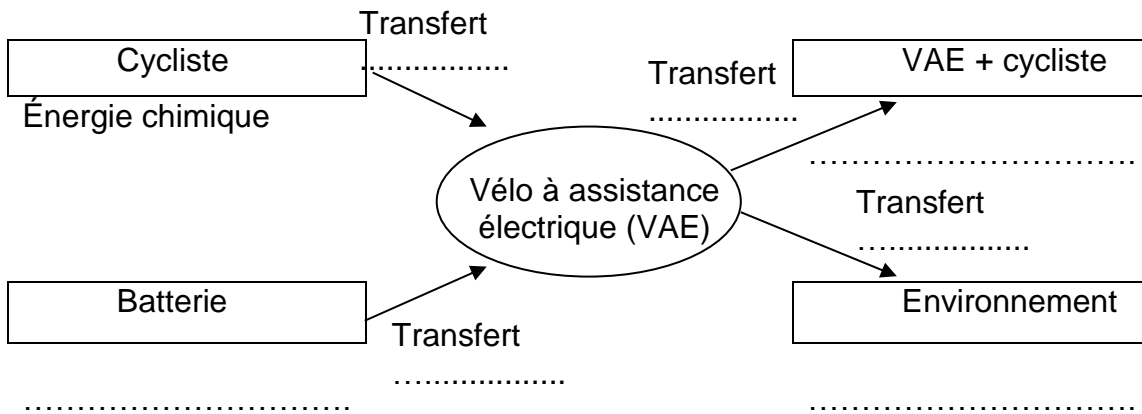 Transfert
Cycliste
……………..
Énergie chimique
Transfert
……………..
VAE + cycliste
………………………….
Vélo à assistance
électrique (VAE)
Transfert
……………..
Batterie
Transfert
……………..
………………………….
Environnement
………………………….